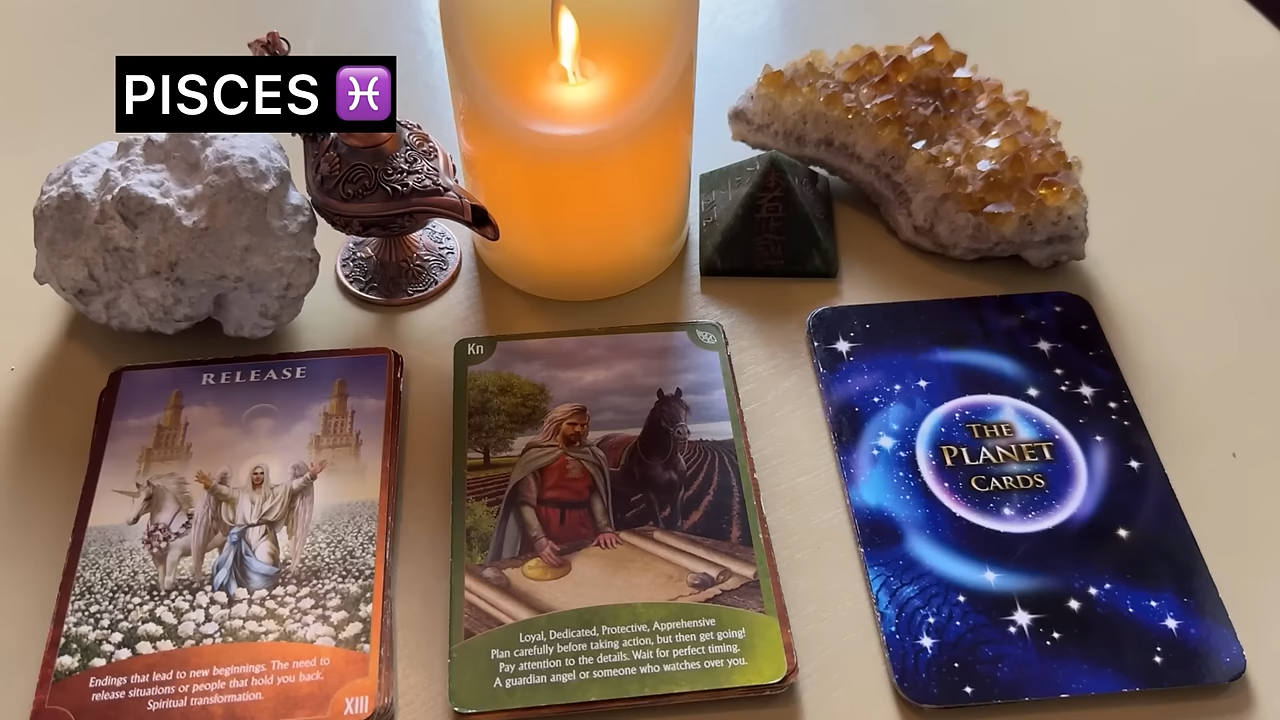 PISCES ♓
RELEASE
Endings that lead to new beginnings. The need to
release situations or people that hold you back.
Spiritual transformation.
XIII
Kn
Loyal, Dedicated, Protective, Apprehensive
Plan carefully before taking action, but then get going!
Pay attention to the details. Wait for perfect timing.
A guardian angel or someone who watches over you.
THE
PLANET
CARDS